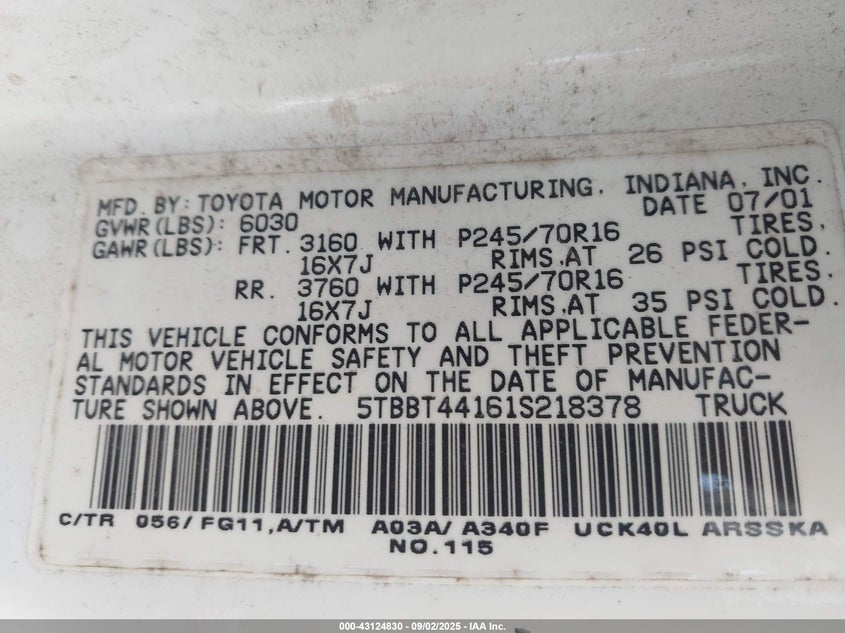 MFD. BY: TOYOTA MOTOR MANUFACTURING, INDIANA, INC.
GVWR(LBS): 6030 DATE 07/01
GAWR(LBS): FRT. 3160 WITH P245/70R16 TIRES,
16X7J RIMS,AT 26 PSI COLD.
RR. 3760 WITH P245/70R16 TIRES,
16X7J RIMS,AT 35 PSI COLD.
THIS VEHICLE CONFORMS TO ALL APPLICABLE FEDER-
AL MOTOR VEHICLE SAFETY AND THEFT PREVENTION
STANDARDS IN EFFECT ON THE DATE OF MANUFAC-
TURE SHOWN ABOVE. 5TBBT44161S218378 TRUCK
C/TR 056/FG11,A/TM A03A/A340F UCK40L ARSSKA
NO.115
000-43124830 - 09/02/2025 - IAA Inc.